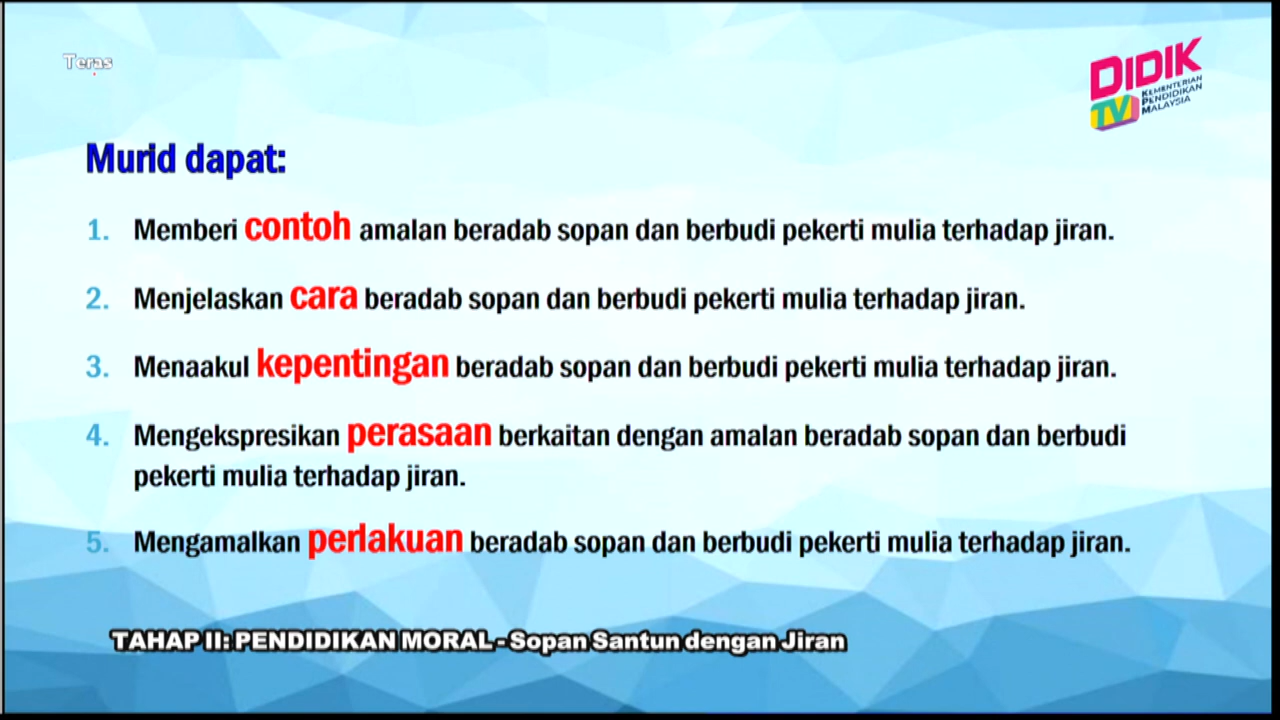 Teras
DIDIK
TV
KEMENTERIAN
PENDIDIKAN
MALAYSIA
Murid dapat:
1. Memberi contoh amalan beradab sopan dan berbudi pekerti mulia terhadap jiran.
2. Menjelaskan cara beradab sopan dan berbudi pekerti mulia terhadap jiran.
3. Menaakul kepentingan beradab sopan dan berbudi pekerti mulia terhadap jiran.
4. Mengekspresikan perasaan berkaitan dengan amalan beradab sopan dan berbudi
pekerti mulia terhadap jiran.
5. Mengamalkan perlakuan beradab sopan dan berbudi pekerti mulia terhadap jiran.
TAHAP II: PENDIDIKAN MORAL - Sopan Santun dengan Jiran